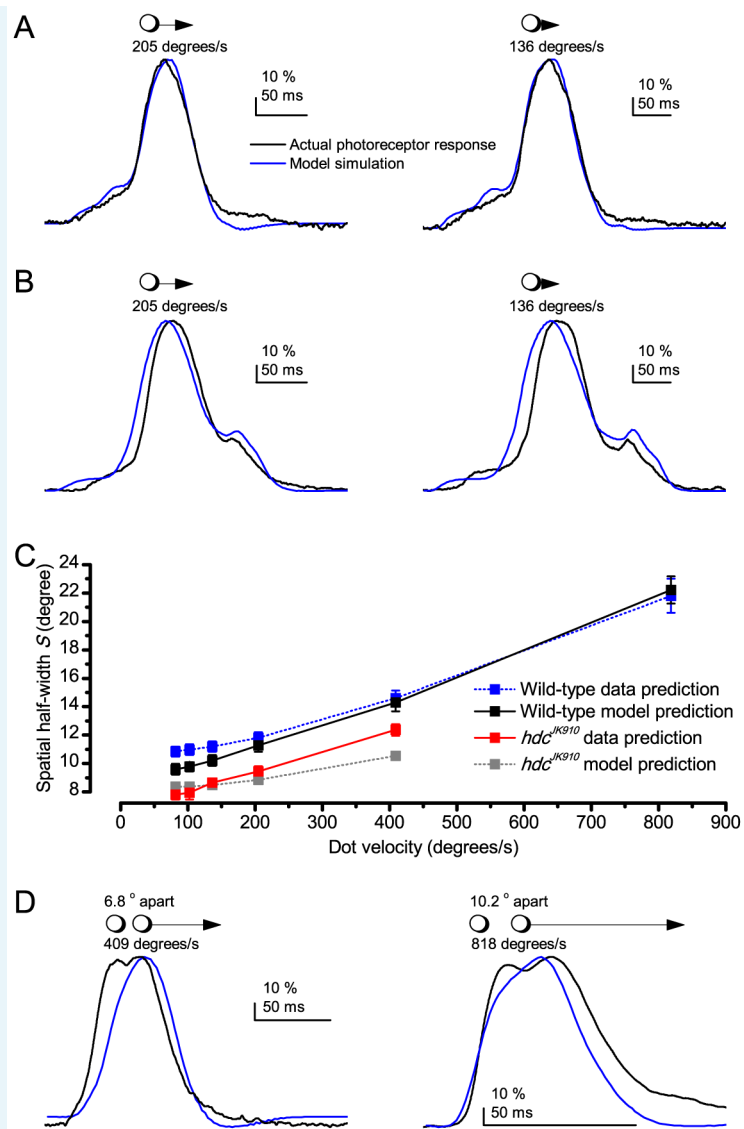 A
205 degrees/s
136 degrees/s
10 %
50 ms
10 %
50 ms
Actual photoreceptor response
Model simulation
B
205 degrees/s
136 degrees/s
10 %
50 ms
10 %
50 ms
C
Spatial half-width S (degree)
24
22
20
18
16
14
12
10
8
Wild-type data prediction
Wild-type model prediction
hdcJK910 data prediction
hdcJK910 model prediction
0 100 200 300 400 500 600 700 800 900
Dot velocity (degrees/s)
D
6.8 ° apart
409 degrees/s
10 %
50 ms
10.2 ° apart
818 degrees/s
10 %
50 ms